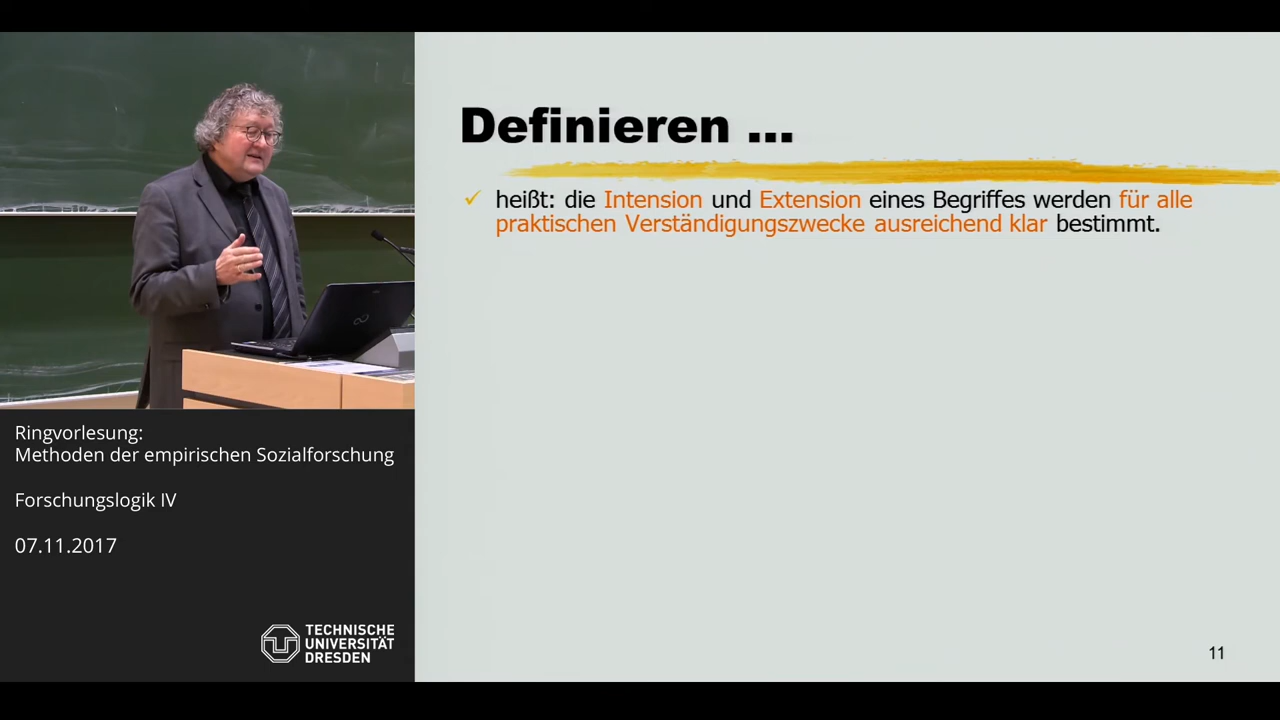 Definieren ...
✓ heißt: die Intension und Extension eines Begriffes werden für alle
praktischen Verständigungszwecke ausreichend klar bestimmt.
Ringvorlesung:
Methoden der empirischen Sozialforschung
Forschungslogik IV
07.11.2017
TECHNISCHE
UNIVERSITÄT
DRESDEN
11